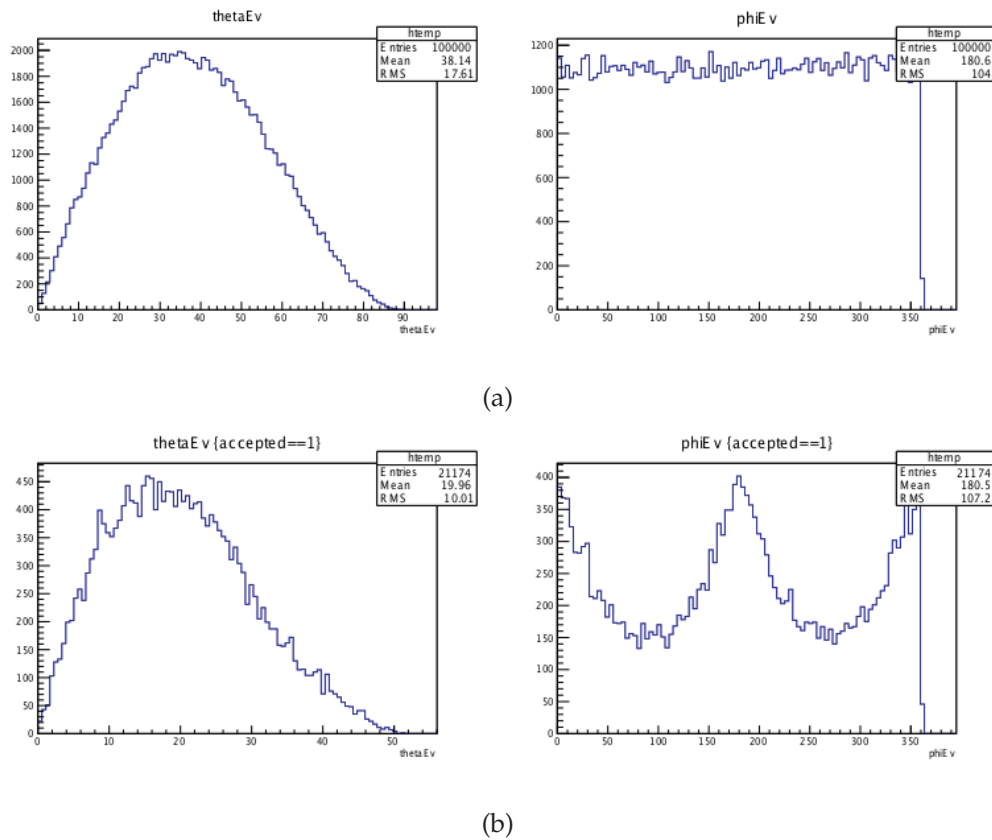 thetaEv
htemp
Entries 100000
Mean 38.14
RMS 17.61
2000
1800
1600
1400
1200
1000
800
600
400
200
0
0 10 20 30 40 50 60 70 80 90
thetaEv
phiEv
htemp
Entries 100000
Mean 180.6
RMS 104
1200
1000
800
600
400
200
0
0 50 100 150 200 250 300 350
phiEv
(a)
thetaEv {accepted==1}
htemp
Entries 21174
Mean 19.96
RMS 10.01
450
400
350
300
250
200
150
100
50
0
0 10 20 30 40 50
thetaEv
phiEv {accepted==1}
htemp
Entries 21174
Mean 180.5
RMS 107.2
400
350
300
250
200
150
100
50
0
0 50 100 150 200 250 300 350
phiEv
(b)